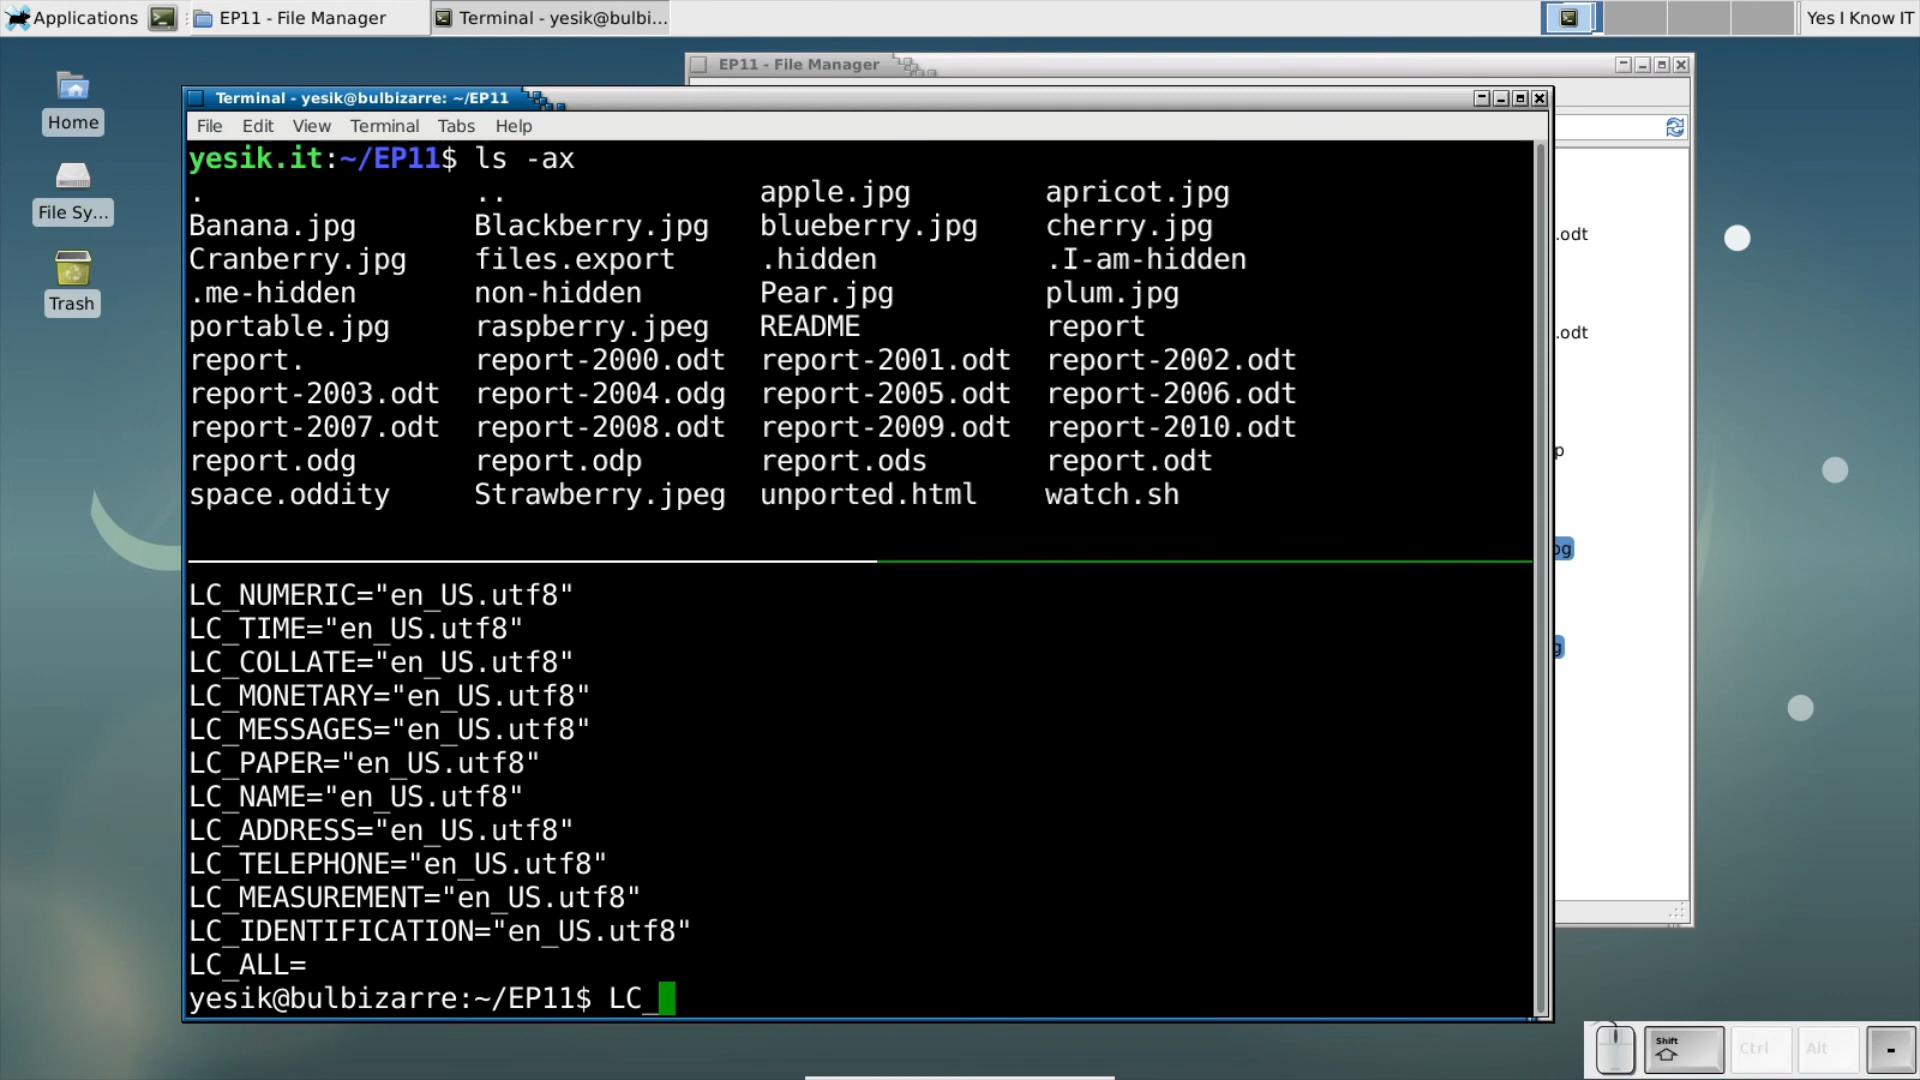 Applications EP11 - File Manager Terminal - yesik@bulbi... Yes I Know IT
EP11 - File Manager
Terminal - yesik@bulbizarre: ~/EP11
File Edit View Terminal Tabs Help
Home
File Sy...
Trash
yesik.it:~/EP11$ ls -ax
. .. apple.jpg apricot.jpg
Banana.jpg Blackberry.jpg blueberry.jpg cherry.jpg
Cranberry.jpg files.export .hidden .I-am-hidden
.me-hidden non-hidden Pear.jpg plum.jpg
portable.jpg raspberry.jpeg README report
report. report-2000.odt report-2001.odt report-2002.odt
report-2003.odt report-2004.odg report-2005.odt report-2006.odt
report-2007.odt report-2008.odt report-2009.odt report-2010.odt
report.odg report.odp report.ods report.odt
space.oddity Strawberry.jpeg unported.html watch.sh
LC_NUMERIC="en_US.utf8"
LC_TIME="en_US.utf8"
LC_COLLATE="en_US.utf8"
LC_MONETARY="en_US.utf8"
LC_MESSAGES="en_US.utf8"
LC_PAPER="en_US.utf8"
LC_NAME="en_US.utf8"
LC_ADDRESS="en_US.utf8"
LC_TELEPHONE="en_US.utf8"
LC_MEASUREMENT="en_US.utf8"
LC_IDENTIFICATION="en_US.utf8"
LC_ALL=
yesik@bulbizarre:~/EP11$ LC_
.odt
.odt
Shift Ctrl Alt -